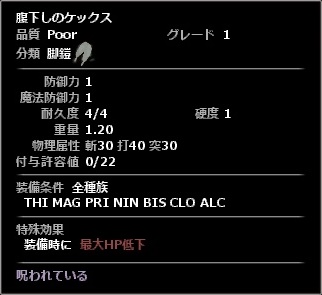 腹下しのケックス
品質 Poor グレード 1
分類 脚鎧
防御力 1
魔法防御力 1
耐久度 4/4 硬度 1
重量 1.20
物理属性 斬30 打40 突30
付与許容値 0/22
装備条件 全種族
THI MAG PRI NIN BIS CLO ALC
特殊効果
装備時に 最大HP低下
呪われている